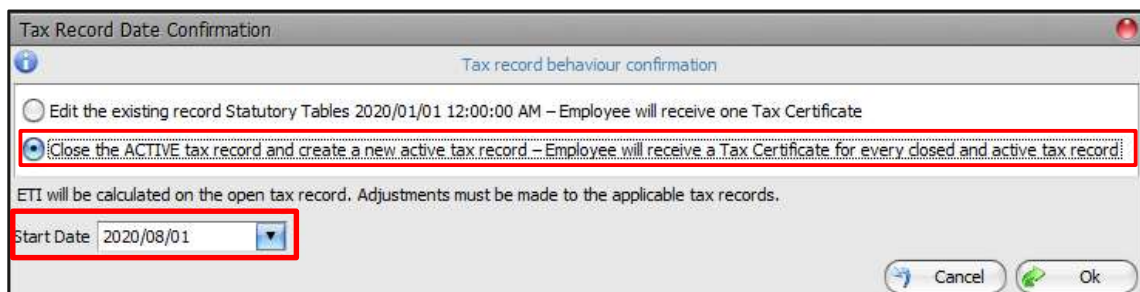 Tax Record Date Confirmation
Tax record behaviour confirmation
Edit the existing record Statutory Tables 2020/01/01 12:00:00 AM – Employee will receive one Tax Certificate
Close the ACTIVE tax record and create a new active tax record – Employee will receive a Tax Certificate for every closed and active tax record
ETI will be calculated on the open tax record. Adjustments must be made to the applicable tax records.
Start Date 2020/08/01
Cancel Ok